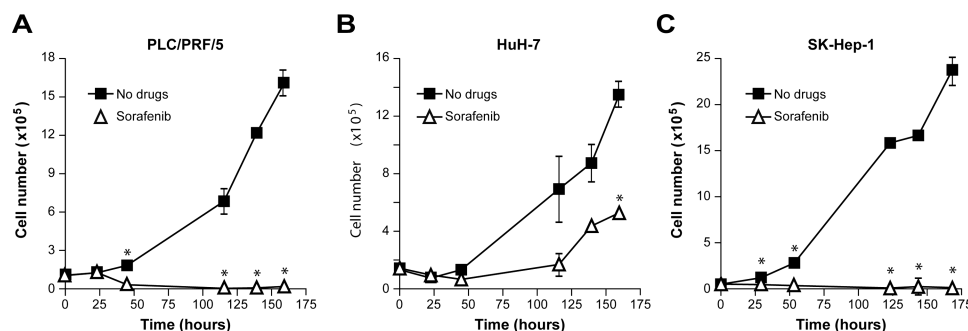 A
PLC/PRF/5
Cell number (x10⁵)
18
15
12
9
6
3
0
No drugs
Sorafenib
*
*
*
*
0 25 50 75 100 125 150 175
Time (hours)
B
HuH-7
Cell number (x10⁵)
16
12
8
4
0
No drugs
Sorafenib
*
0 25 50 75 100 125 150 175
Time (hours)
C
SK-Hep-1
Cell number (x10⁵)
25
20
15
10
5
0
No drugs
Sorafenib
*
*
*
*
*
0 25 50 75 100 125 150 175
Time (hours)